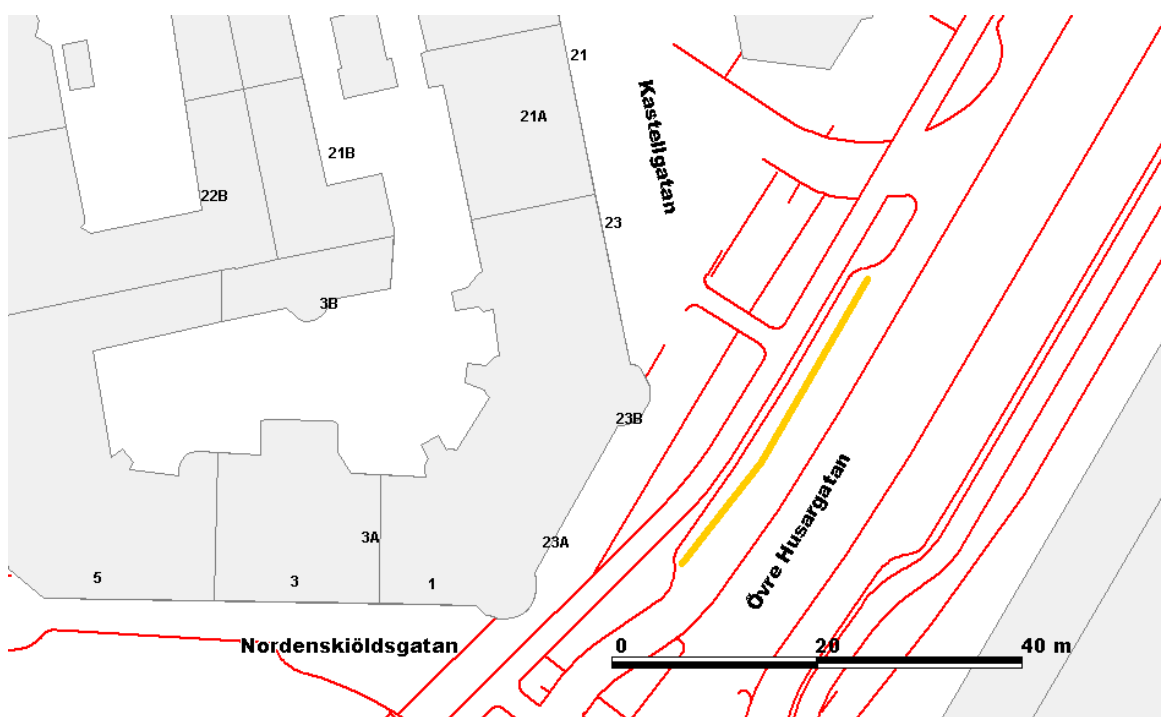 21
Kastellgatan
21A
21B
22B
23
3B
23B
Övre Husargatan
3A
23A
5
3
1
Nordenskiöldsgatan
0 20 40 m